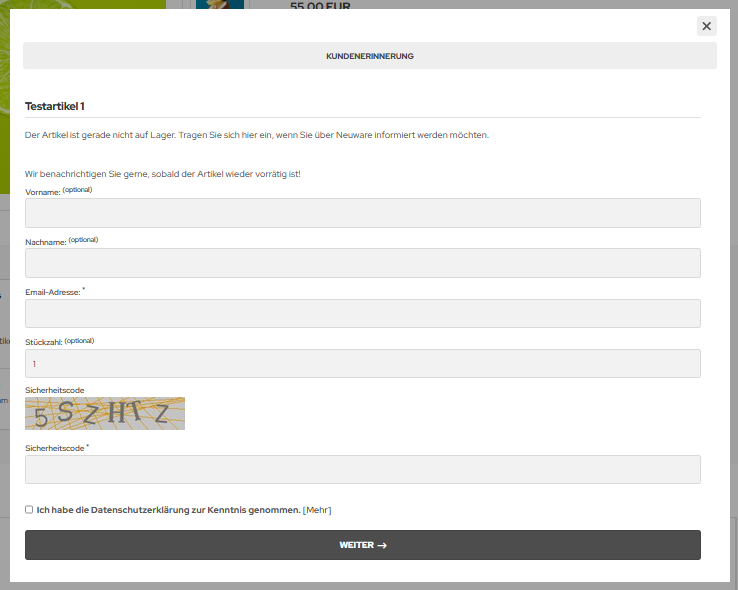 55,00 EUR
KUNDENERINNERUNG
Testartikel 1
Der Artikel ist gerade nicht auf Lager. Tragen Sie sich hier ein, wenn Sie über Neuware informiert werden möchten.
Wir benachrichtigen Sie gerne, sobald der Artikel wieder vorrätig ist!
Vorname: (optional)
Nachname: (optional)
Email-Adresse: *
Stückzahl: (optional)
1
Sicherheitscode
5SZHTZ
Sicherheitscode *
Ich habe die Datenschutzerklärung zur Kenntnis genommen. [Mehr]
WEITER →